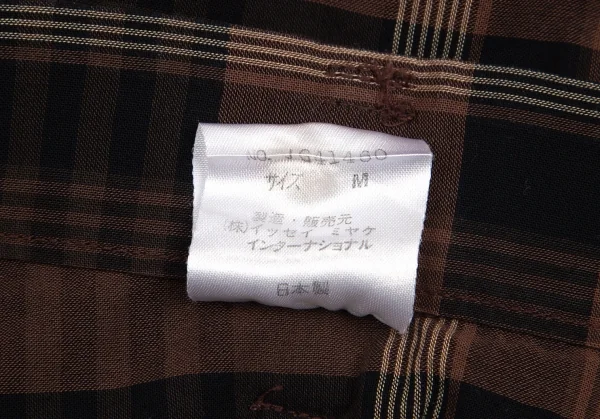 NO. 1G41460
サイズ M
製造・販売元
(株)イッセイ ミヤケ
インターナショナル
日本製